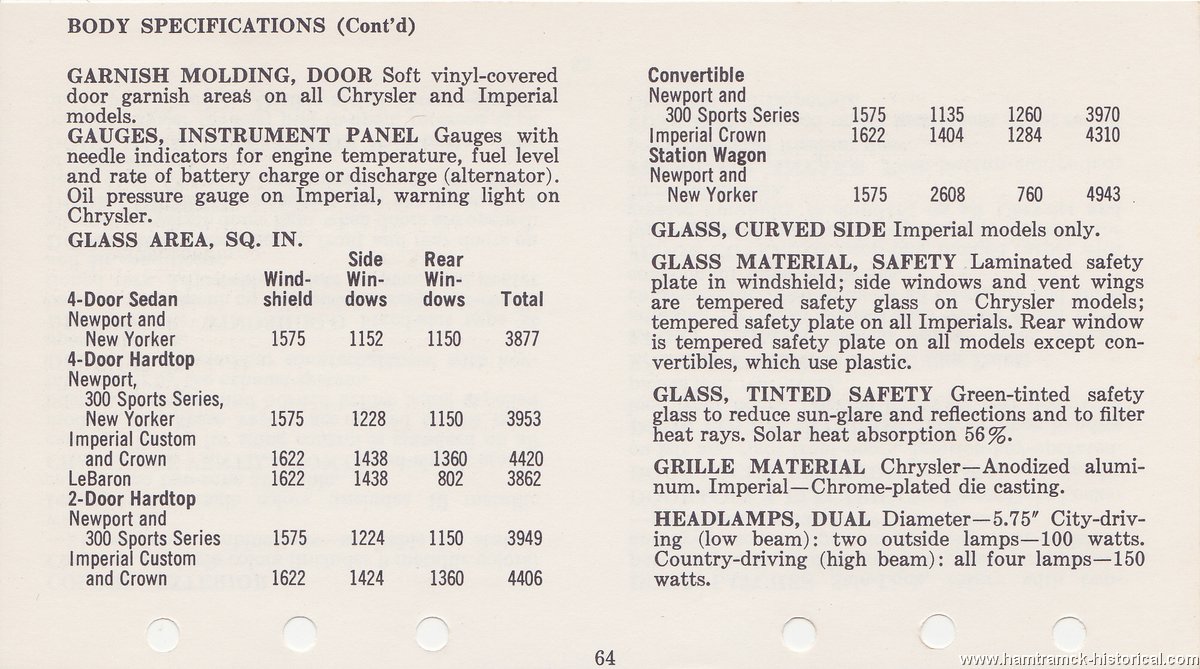 BODY SPECIFICATIONS (Cont'd)
GARNISH MOLDING, DOOR Soft vinyl-covered
door garnish areas on all Chrysler and Imperial
models.
GAUGES, INSTRUMENT PANEL Gauges with
needle indicators for engine temperature, fuel level
and rate of battery charge or discharge (alternator).
Oil pressure gauge on Imperial, warning light on
Chrysler.
GLASS AREA, SQ. IN.
Side Rear
Wind- Win- Win-
4-Door Sedan shield dows dows Total
Newport and
New Yorker 1575 1152 1150 3877
4-Door Hardtop
Newport,
300 Sports Series,
New Yorker 1575 1228 1150 3953
Imperial Custom
and Crown 1622 1438 1360 4420
LeBaron 1622 1438 802 3862
2-Door Hardtop
Newport and
300 Sports Series 1575 1224 1150 3949
Imperial Custom
and Crown 1622 1424 1360 4406
Convertible
Newport and
300 Sports Series 1575 1135 1260 3970
Imperial Crown 1622 1404 1284 4310
Station Wagon
Newport and
New Yorker 1575 2608 760 4943
GLASS, CURVED SIDE Imperial models only.
GLASS MATERIAL, SAFETY Laminated safety
plate in windshield; side windows and vent wings
are tempered safety glass on Chrysler models;
tempered safety plate on all Imperials. Rear window
is tempered safety plate on all models except con-
vertibles, which use plastic.
GLASS, TINTED SAFETY Green-tinted safety
glass to reduce sun-glare and reflections and to filter
heat rays. Solar heat absorption 56%.
GRILLE MATERIAL Chrysler—Anodized alumi-
num. Imperial—Chrome-plated die casting.
HEADLAMPS, DUAL Diameter—5.75″ City-driv-
ing (low beam): two outside lamps—100 watts.
Country-driving (high beam): all four lamps—150
watts.
64
www.hamtramck-historical.com